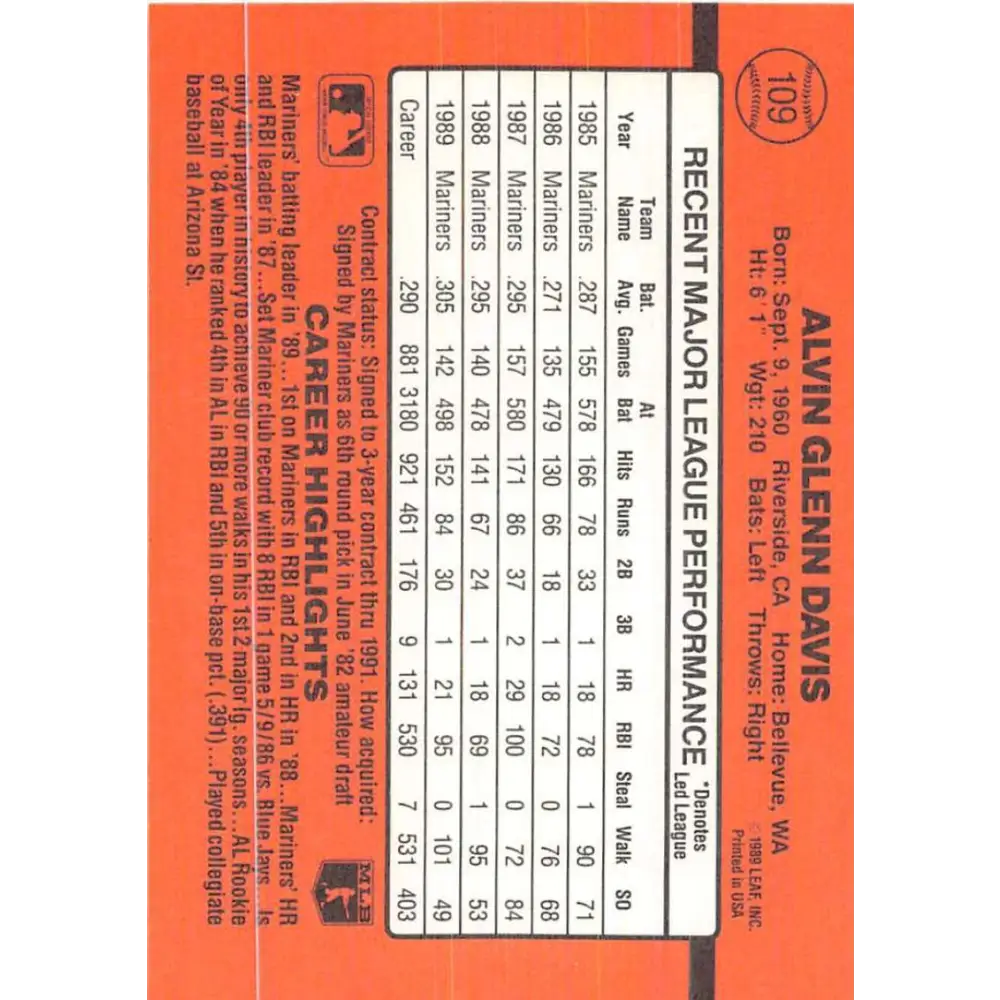 109
ALVIN GLENN DAVIS
Born: Sept. 9, 1960 Riverside, CA Home: Bellevue, WA
Ht: 6'1" Wgt: 210 Bats: Left Throws: Right
© 1989 LEAF, INC.
Printed in USA
RECENT MAJOR LEAGUE PERFORMANCE *Denotes Led League
Year Team Name Bat. Avg. Games At Bat Hits Runs 2B 3B HR RBI Steal Walk SO
1985 Mariners .287 155 578 166 78 33 1 18 78 1 90 71
1986 Mariners .271 135 479 130 66 18 1 18 72 0 76 68
1987 Mariners .295 157 580 171 86 37 2 29 100 0 72 84
1988 Mariners .295 140 478 141 67 24 1 18 69 1 95 53
1989 Mariners .305 142 498 152 84 30 1 21 95 0 101 49
Career .290 881 3180 921 461 176 9 131 530 7 531 403
Contract status: Signed to 3-year contract thru 1991. How acquired:
Signed by Mariners as 6th round pick in June '82 amateur draft
MLB
CAREER HIGHLIGHTS
Mariners' batting leader in '89...1st on Mariners in RBI and 2nd in HR in '88...Mariners' HR
and RBI leader in '87...Set Mariner club record with 8 RBI in 1 game 5/9/86 vs. Blue Jays...Is
only 4th player in history to achieve 90 or more walks in his 1st 2 major lg. seasons...AL Rookie
of Year in '84 when he ranked 4th in AL in RBI and 5th in on-base pct. (.391)...Played collegiate
baseball at Arizona St.